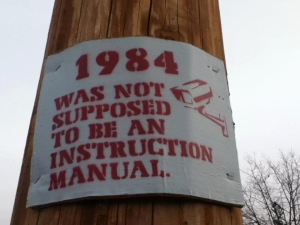 1984
WAS NOT
SUPPOSED
TO BE AN
INSTRUCTION
MANUAL.